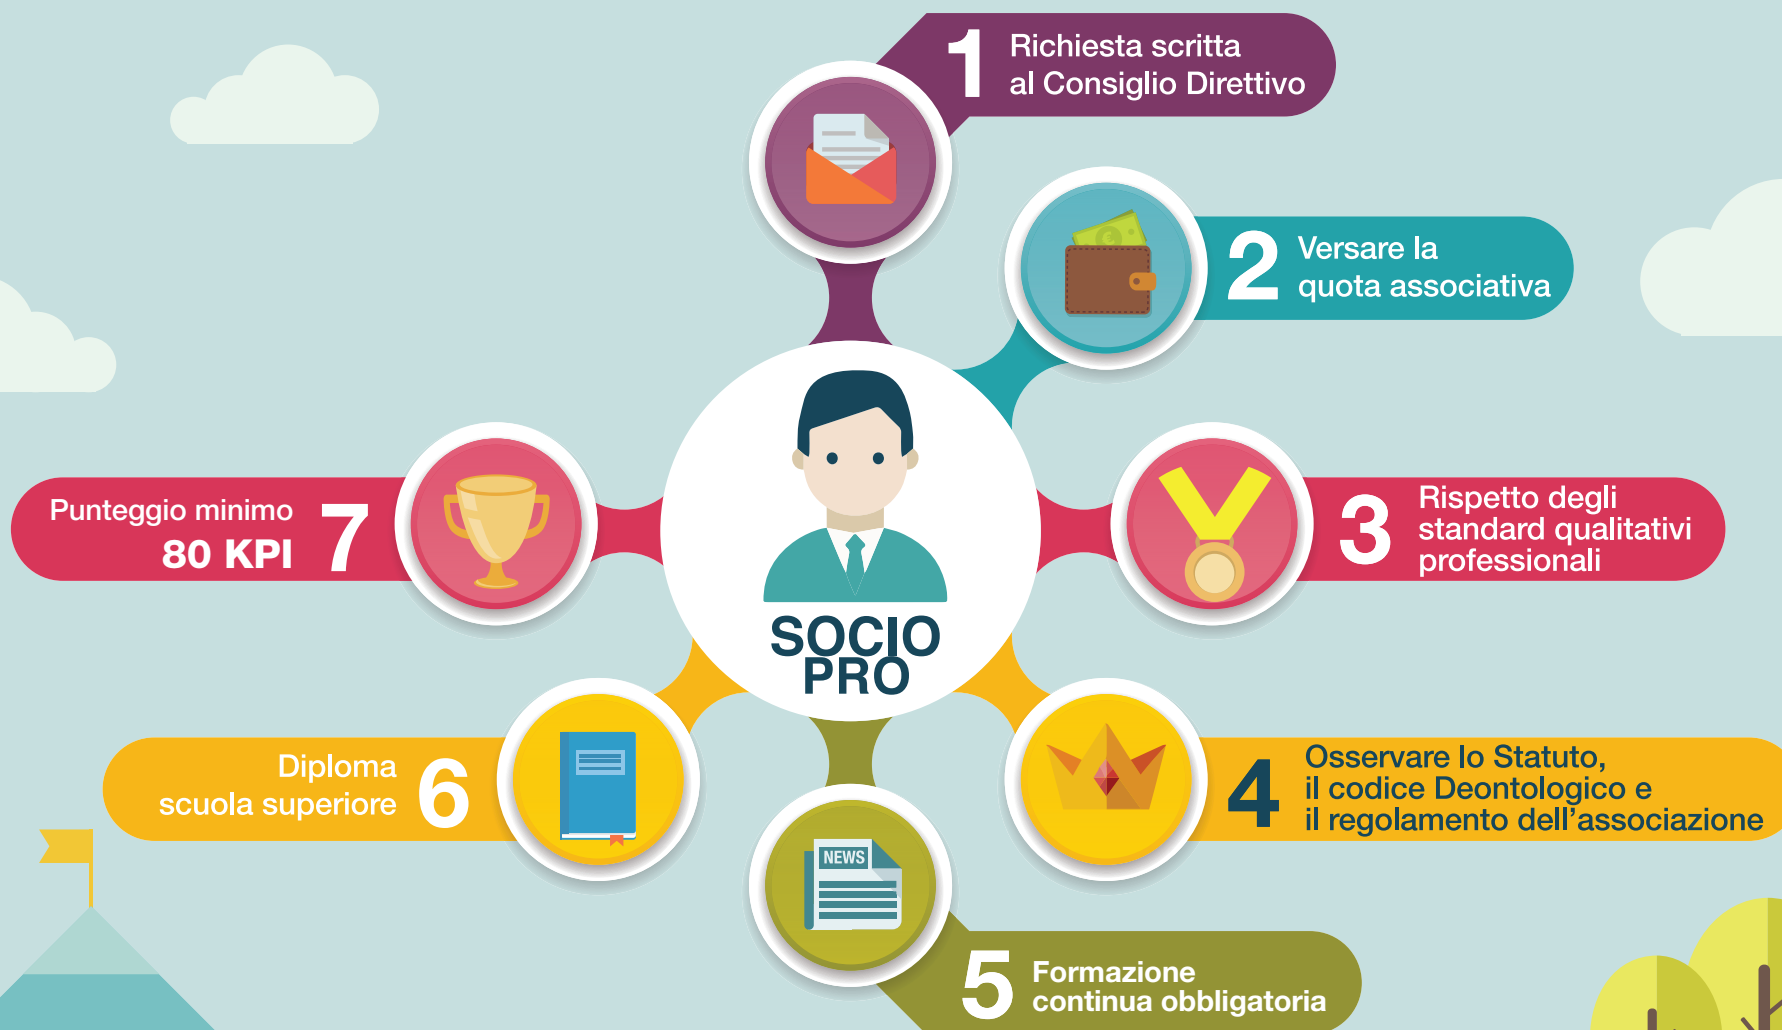 1
Richiesta scritta
al Consiglio Direttivo
2
Versare la
quota associativa
3
Rispetto degli
standard qualitativi
professionali
4
Osservare lo Statuto,
il codice Deontologico e
il regolamento dell'associazione
5
Formazione
continua obbligatoria
NEWS
6
Diploma
scuola superiore
7
Punteggio minimo
80 KPI
SOCIO
PRO